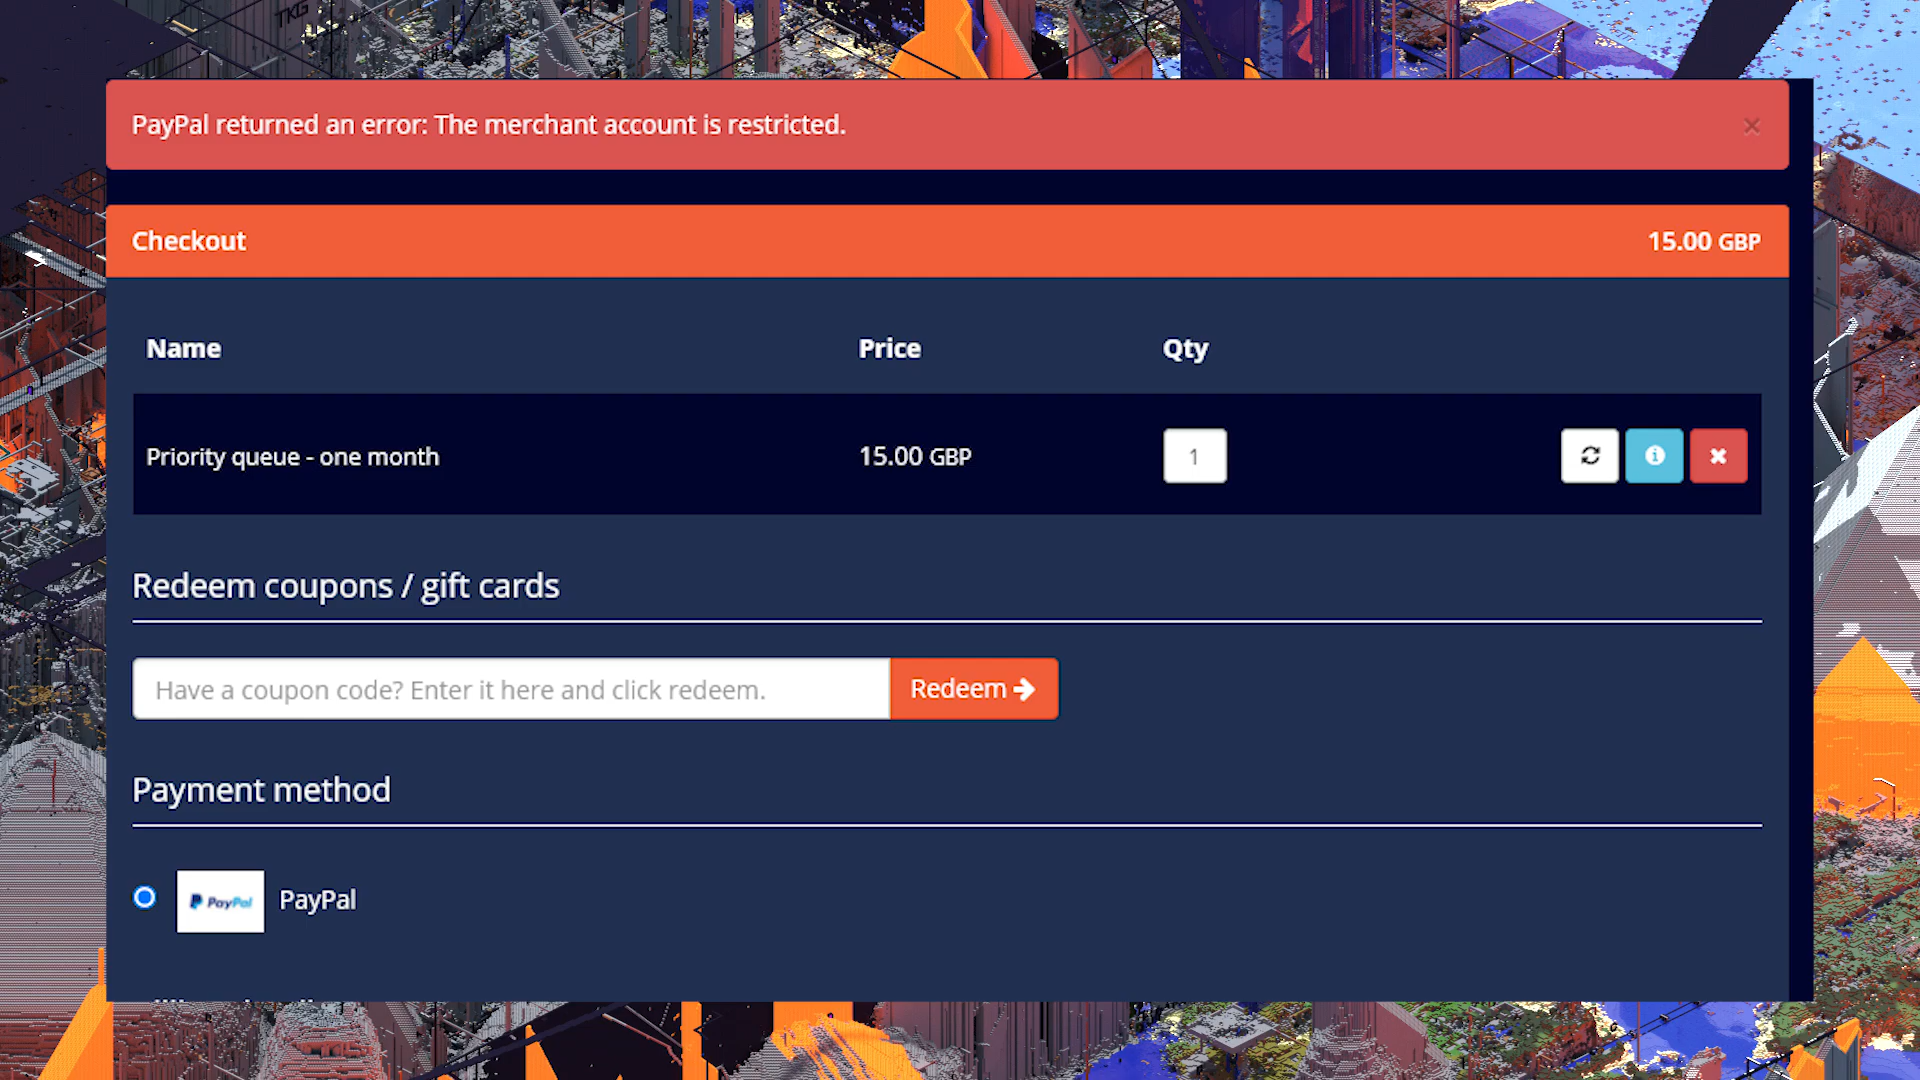 PayPal returned an error: The merchant account is restricted.
×
Checkout 15.00 GBP
Name Price Qty
Priority queue - one month 15.00 GBP 1
Redeem coupons / gift cards
Have a coupon code? Enter it here and click redeem. Redeem
Payment method
PayPal PayPal